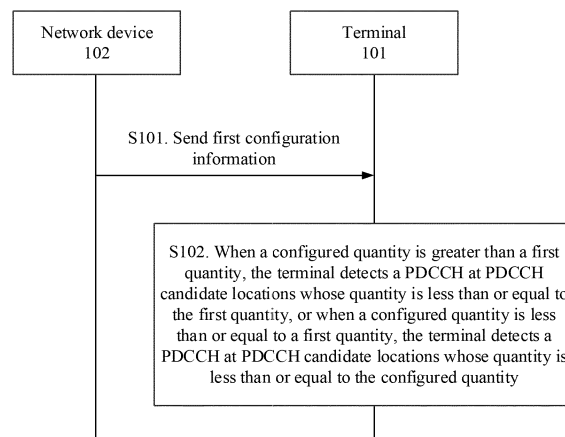 Network device
102
Terminal
101
S101. Send first configuration
information
S102. When a configured quantity is greater than a first
quantity, the terminal detects a PDCCH at PDCCH
candidate locations whose quantity is less than or equal to
the first quantity, or when a configured quantity is less
than or equal to a first quantity, the terminal detects a
PDCCH at PDCCH candidate locations whose quantity is
less than or equal to the configured quantity